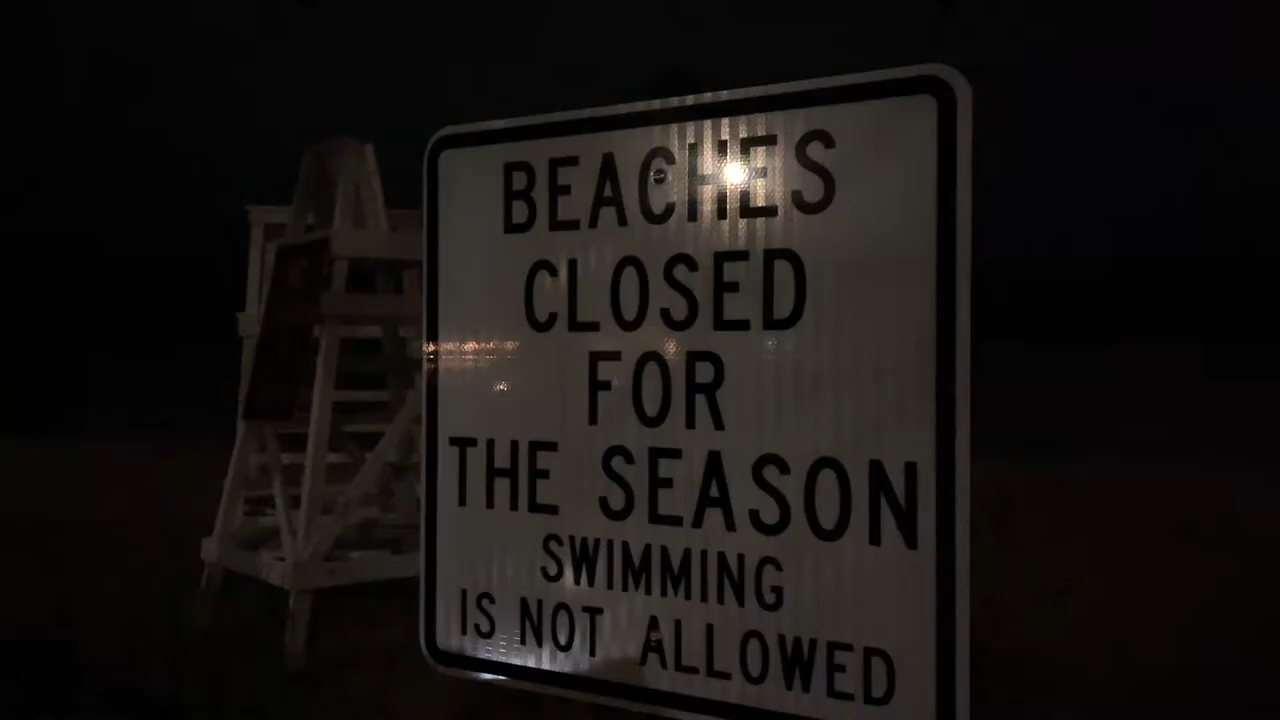 BEACHES
CLOSED
FOR
THE SEASON
SWIMMING
IS NOT ALLOWED